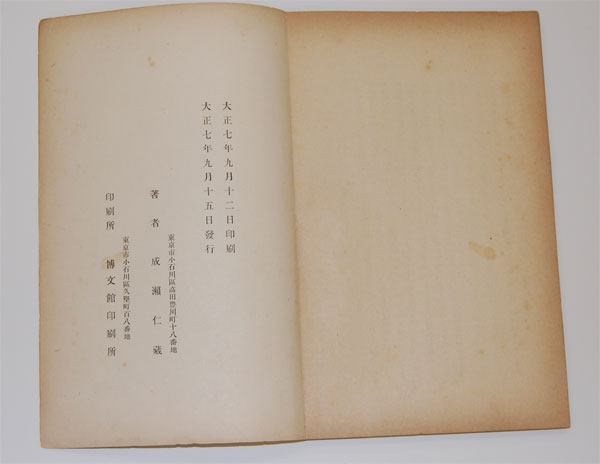 大正七年九月十二日印刷
大正七年九月十五日發行
東京市小石川區高田豊川町十八番地
著者 成瀬仁蔵
東京市小石川區久堅町百八番地
印刷所 博文館印刷所